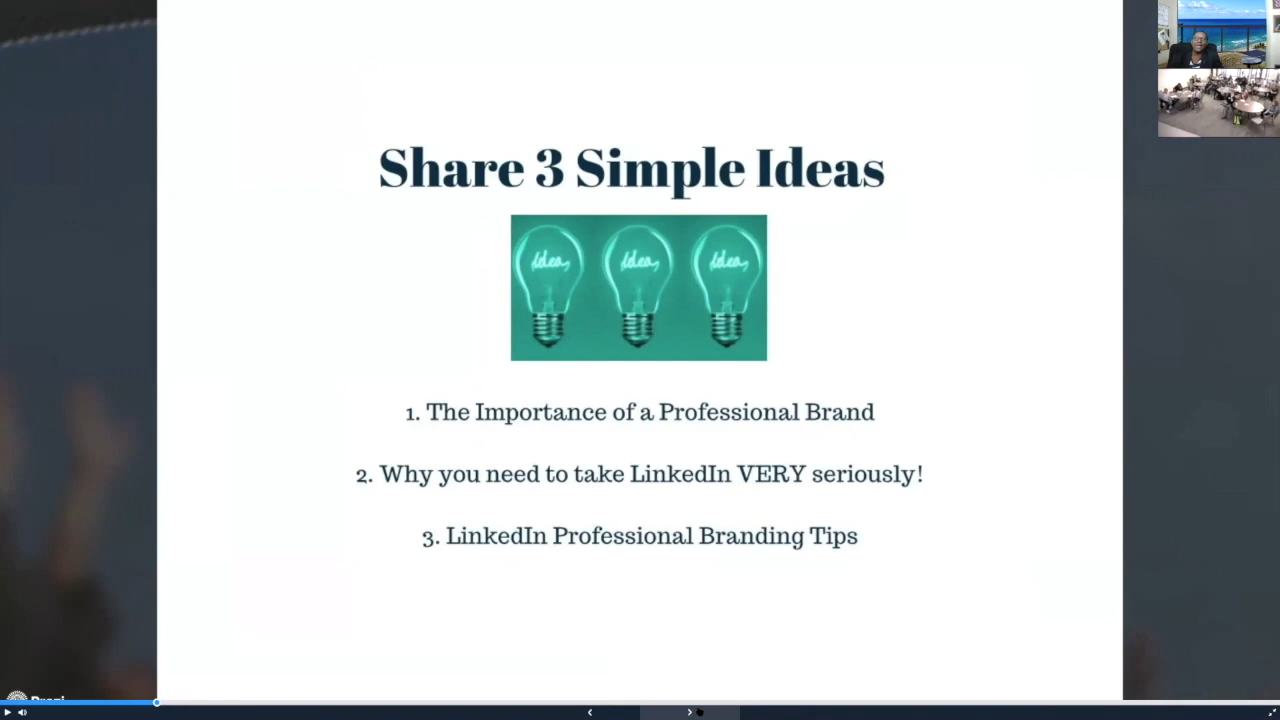 Share 3 Simple Ideas
idea, idea, idea,
1. The Importance of a Professional Brand
2. Why you need to take LinkedIn VERY seriously!
3. LinkedIn Professional Branding Tips
Prezi